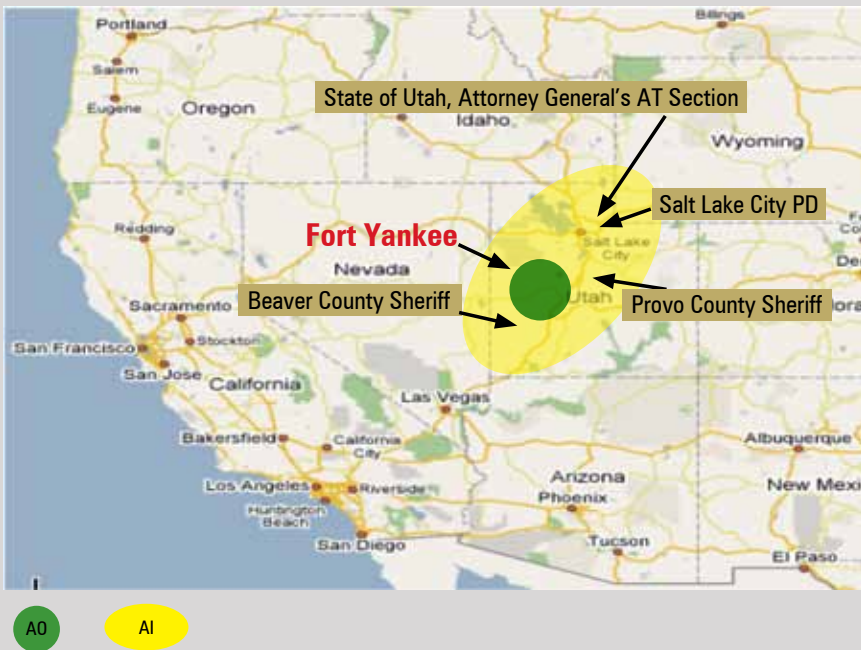 Portland
Billings
Salem
Eugene
Oregon
State of Utah, Attorney General's AT Section
Idaho
Wyoming
Salt Lake City PD
Redding
Fort Yankee
Salt Lake
City
Nevada
Beaver County Sheriff
Utah
Provo County Sheriff
Sacramento
Stockton
San Francisco
San Jose
California
Las Vegas
Bakersfield
California
City
Albuquerque
Arizona
Los Angeles
Riverside
Phoenix
New Mexi
Huntington
Beach
San Diego
Tucson
El Paso
AO
AI